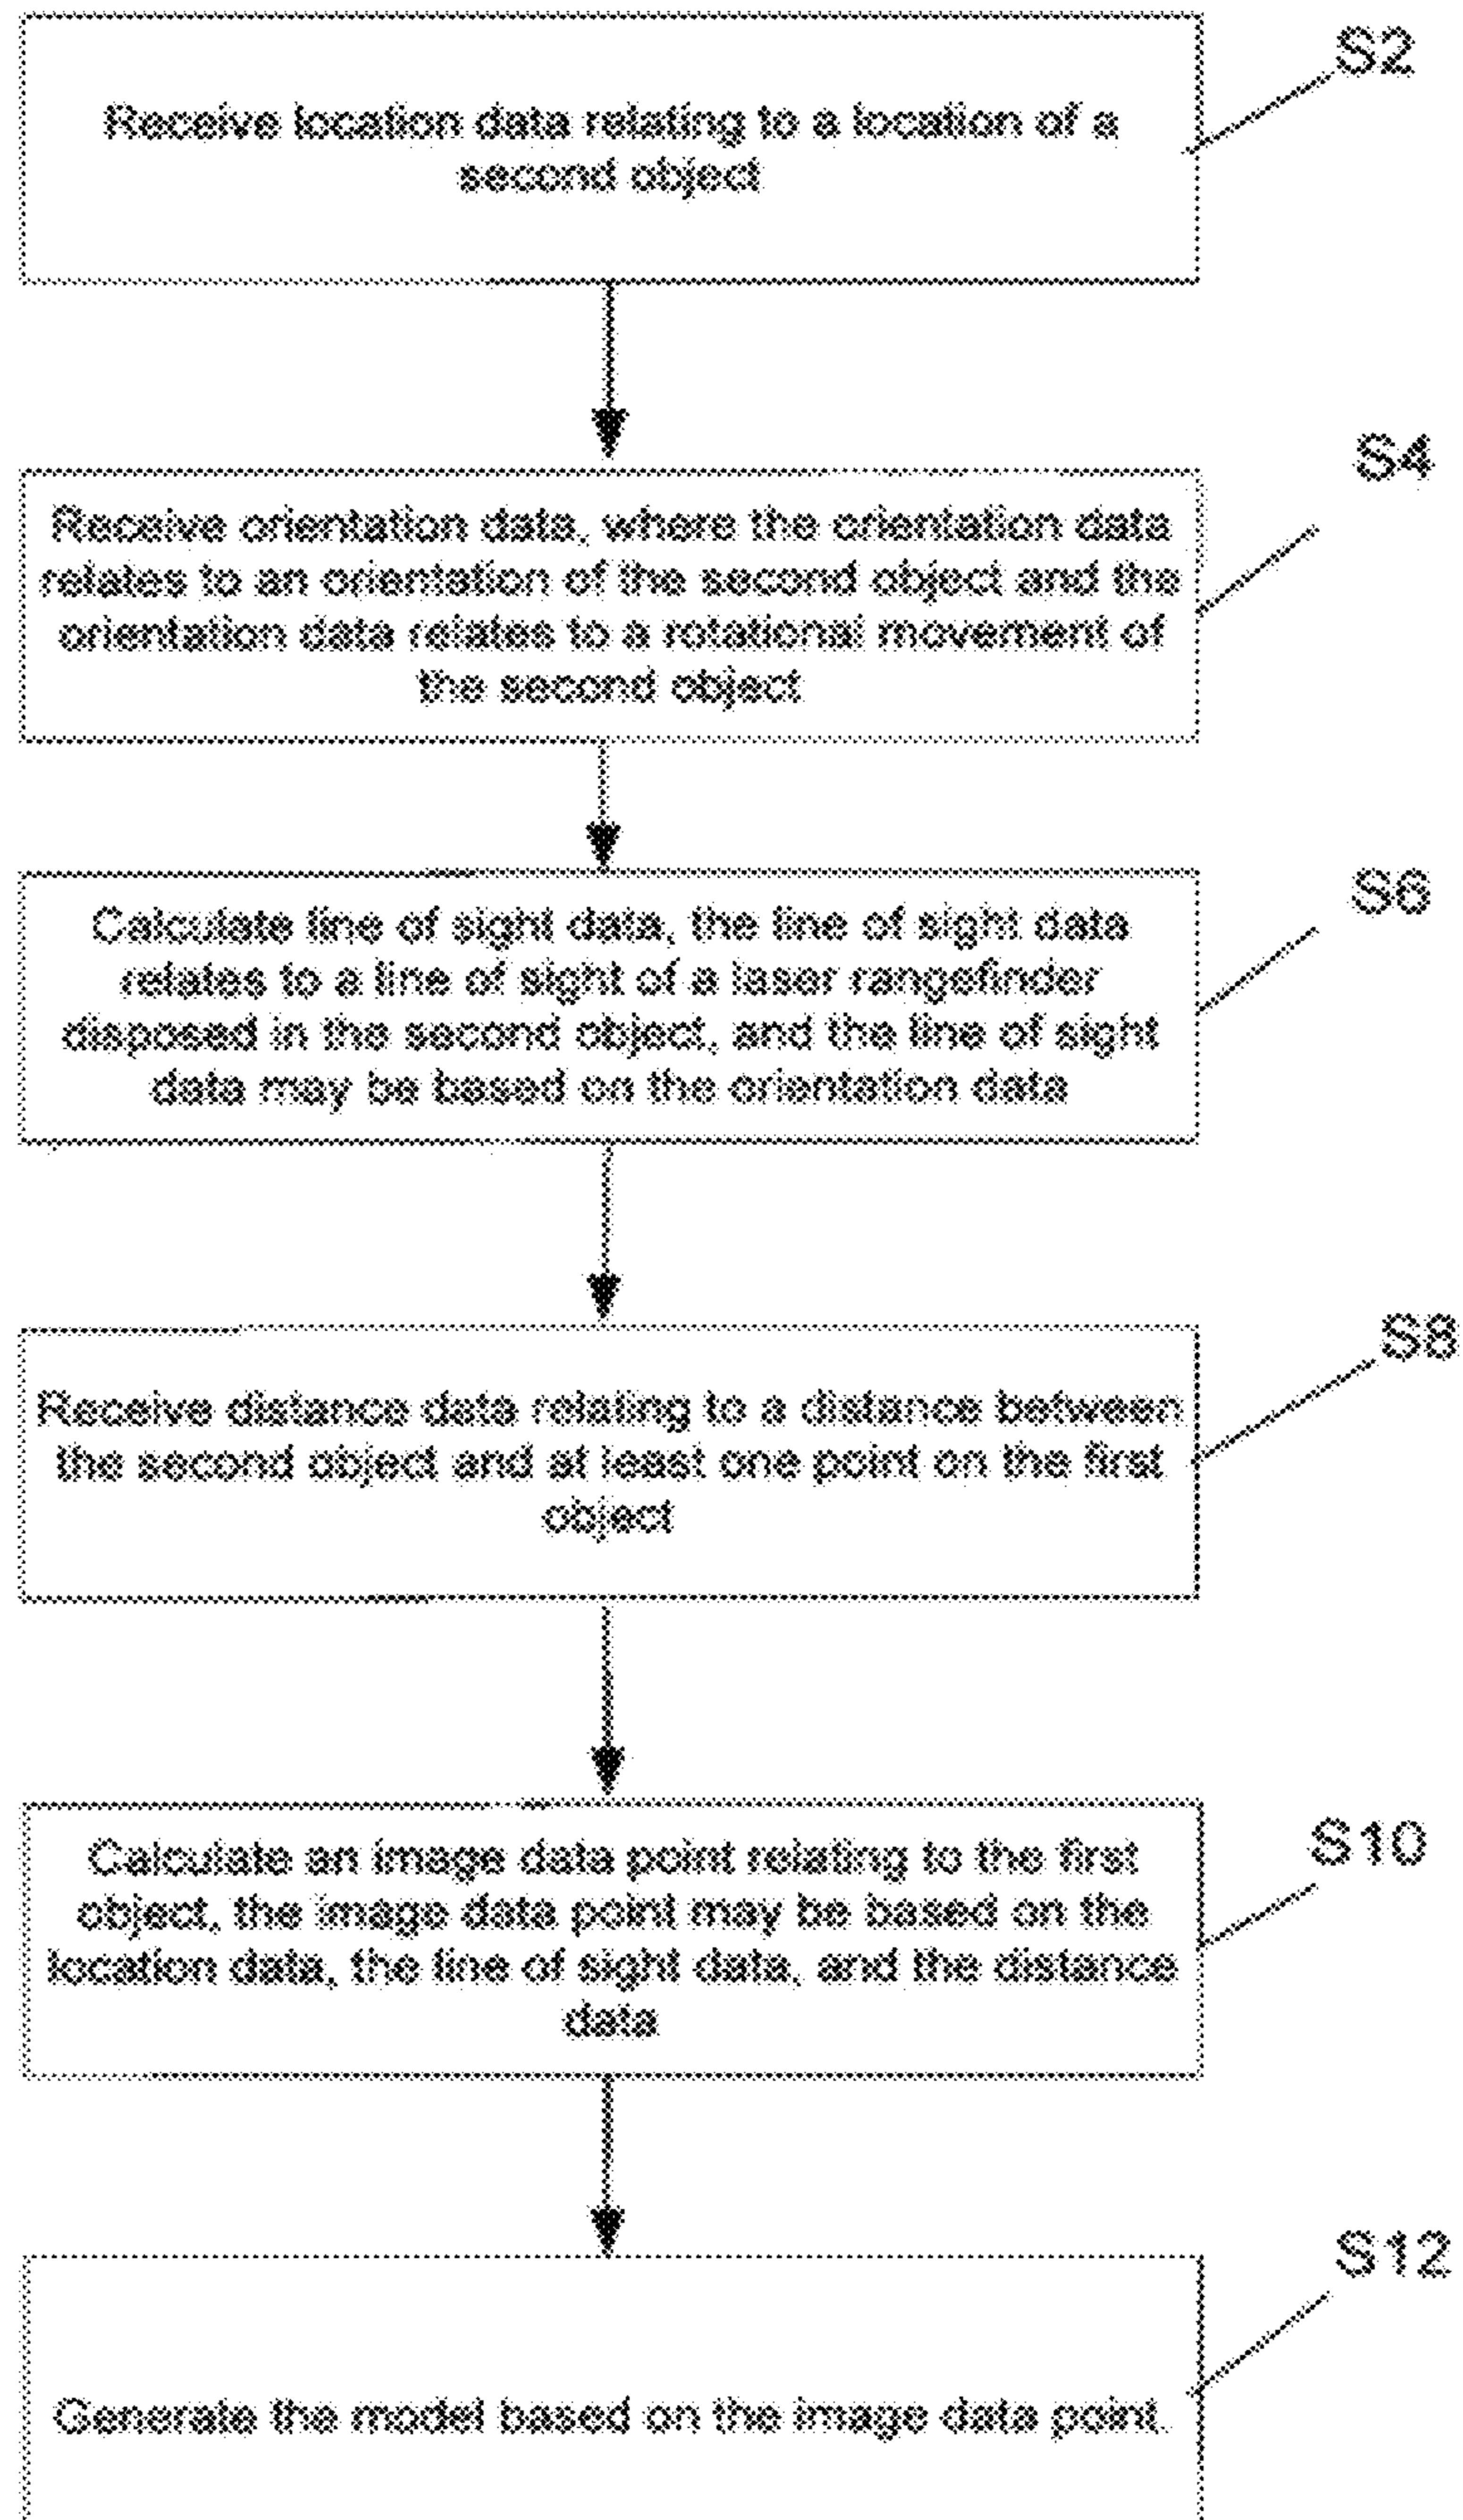 S2
Receive location data relating to a location of a
second object
S4
Receive orientation data, where the orientation data
relates to an orientation of the second object and the
orientation data relates to a rotational movement of
the second object
S6
Calculate line of sight data, the line of sight data
relates to a line of sight of a laser rangefinder
disposed in the second object, and the line of sight
data may be based on the orientation data
S8
Receive distance data relating to a distance between
the second object and at least one point on the first
object
S10
Calculate an image data point relating to the first
object, the image data point may be based on the
location data, the line of sight data, and the distance
data
S12
Generate the model based on the image data point.